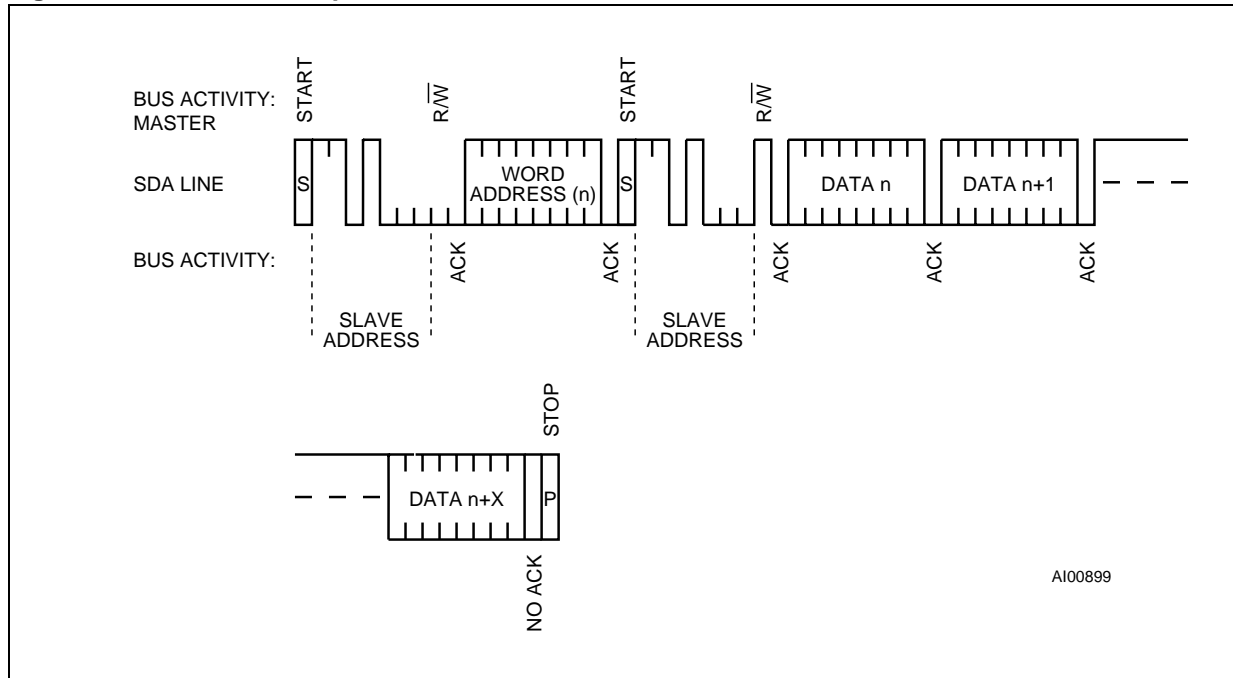 START
R/W
START
R/W
BUS ACTIVITY:
MASTER
SDA LINE
S
WORD
ADDRESS (n)
S
DATA n
DATA n+1
BUS ACTIVITY:
ACK
ACK
ACK
ACK
ACK
SLAVE
ADDRESS
SLAVE
ADDRESS
STOP
DATA n+X
P
NO ACK
AI00899